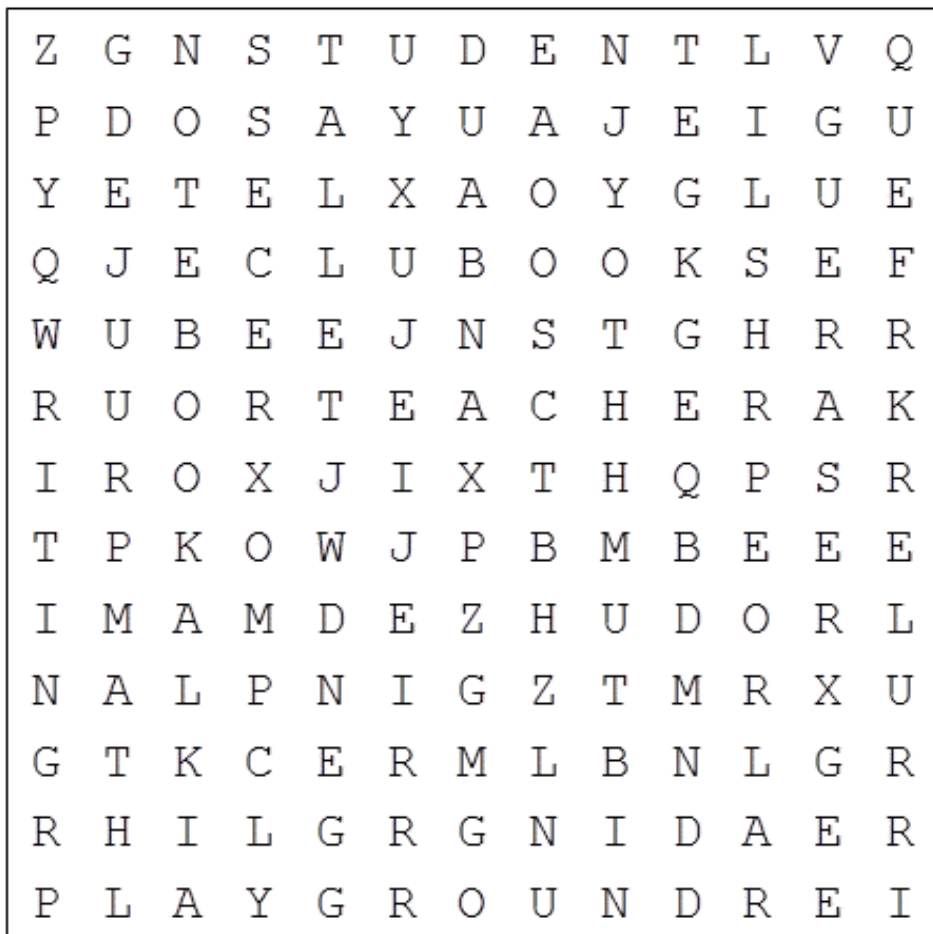 Z G N S T U D E N T L V Q
P D O S A Y U A J E I G U
Y E T E L X A O Y G L U E
Q J E C L U B O O K S E F
W U B E E J N S T G H R R
R U O R T E A C H E R A K
I R O X J I X T H Q P S R
T P K O W J P B M B E E E
I M A M D E Z H U D O R L
N A L P N I G Z T M R X U
G T K C E R M L B N L G R
R H I L G R G N I D A E R
P L A Y G R O U N D R E I